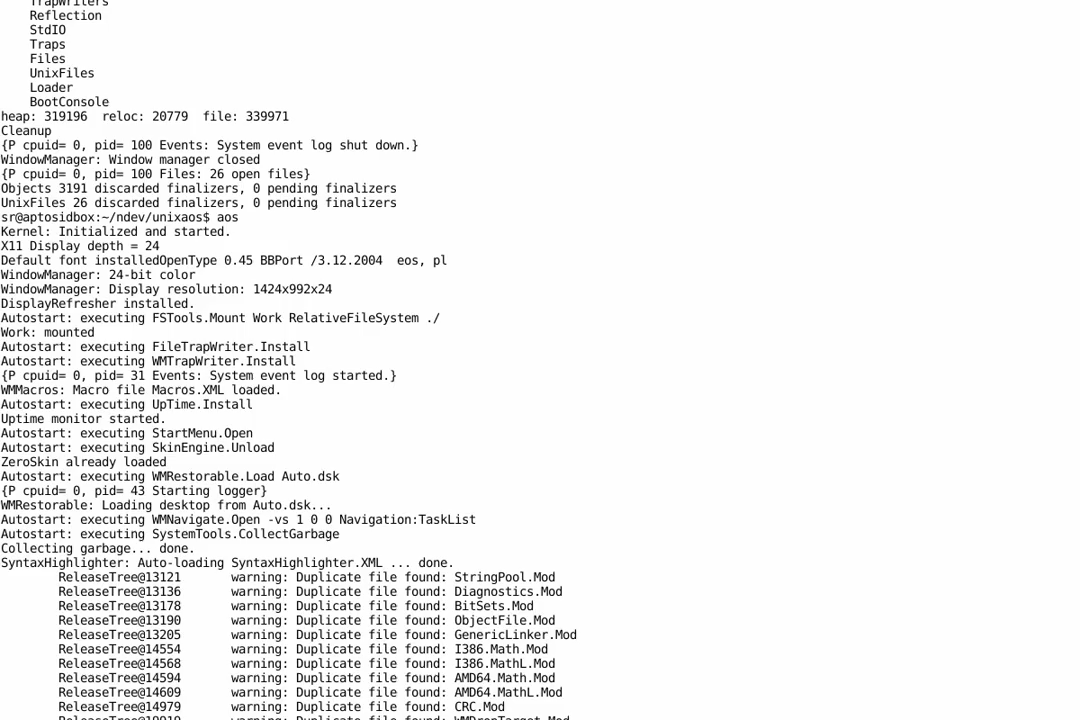 TrapWriters
Reflection
StdIO
Traps
Files
UnixFiles
Loader
BootConsole
heap: 319196  reloc: 20779  file: 339971
Cleanup
{P cpuid= 0, pid= 100 Events: System event log shut down.}
WindowManager: Window manager closed
{P cpuid= 0, pid= 100 Files: 26 open files}
Objects 3191 discarded finalizers, 0 pending finalizers
UnixFiles 26 discarded finalizers, 0 pending finalizers
sr@aptosidbox:~/ndev/unixaos$ aos
Kernel: Initialized and started.
X11 Display depth = 24
Default font installedOpenType 0.45 BBPort /3.12.2004  eos, pl
WindowManager: 24-bit color
WindowManager: Display resolution: 1424x992x24
DisplayRefresher installed.
Autostart: executing FSTools.Mount Work RelativeFileSystem ./
Work: mounted
Autostart: executing FileTrapWriter.Install
Autostart: executing WMTrapWriter.Install
{P cpuid= 0, pid= 31 Events: System event log started.}
WMMacros: Macro file Macros.XML loaded.
Autostart: executing UpTime.Install
Uptime monitor started.
Autostart: executing StartMenu.Open
Autostart: executing SkinEngine.Unload
ZeroSkin already loaded
Autostart: executing WMRestorable.Load Auto.dsk
{P cpuid= 0, pid= 43 Starting logger}
WMRestorable: Loading desktop from Auto.dsk...
Autostart: executing WMNavigate.Open -vs 1 0 0 Navigation:TaskList
Autostart: executing SystemTools.CollectGarbage
Collecting garbage... done.
SyntaxHighlighter: Auto-loading SyntaxHighlighter.XML ... done.
ReleaseTree@13121       warning: Duplicate file found: StringPool.Mod
ReleaseTree@13136       warning: Duplicate file found: Diagnostics.Mod
ReleaseTree@13178       warning: Duplicate file found: BitSets.Mod
ReleaseTree@13190       warning: Duplicate file found: ObjectFile.Mod
ReleaseTree@13205       warning: Duplicate file found: GenericLinker.Mod
ReleaseTree@14554       warning: Duplicate file found: I386.Math.Mod
ReleaseTree@14568       warning: Duplicate file found: I386.MathL.Mod
ReleaseTree@14594       warning: Duplicate file found: AMD64.Math.Mod
ReleaseTree@14609       warning: Duplicate file found: AMD64.MathL.Mod
ReleaseTree@14979       warning: Duplicate file found: CRC.Mod
warning: Duplicate file found: WMDropTarget.Mod